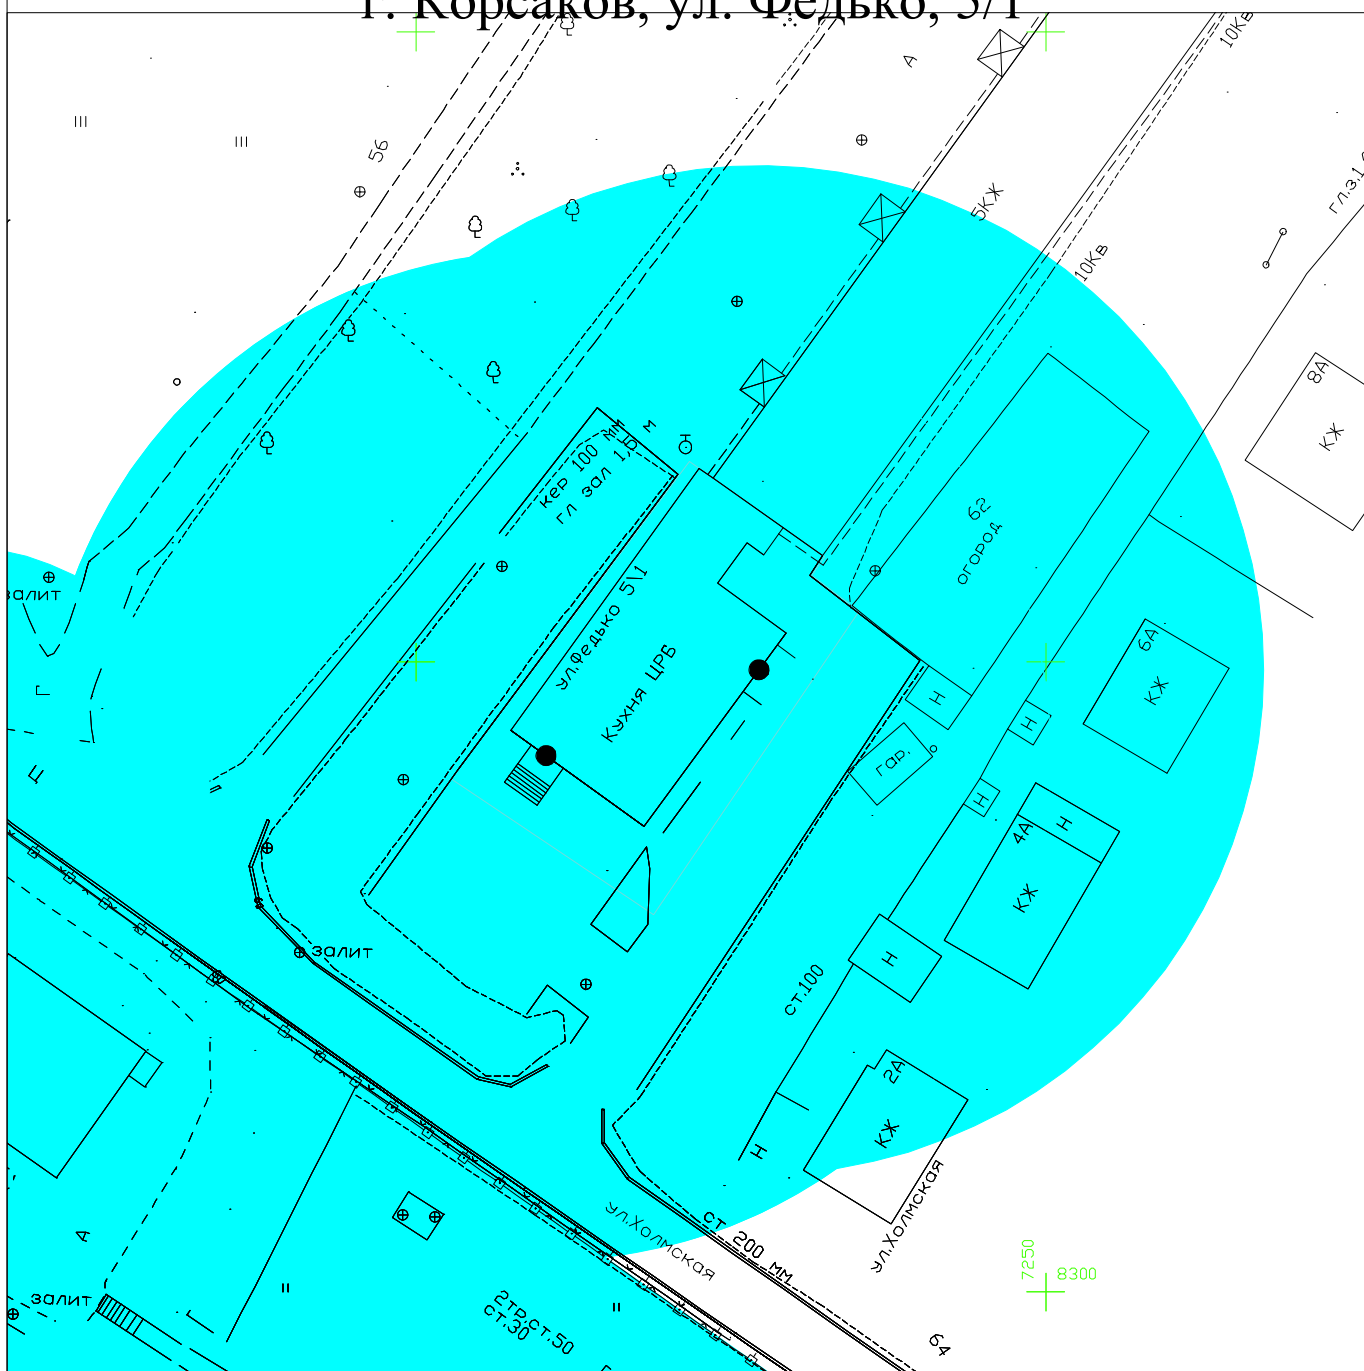 г. Корсаков, ул. Федько, 5/1
10Кв
А
56
5КЖ
гл.з.1
10Кв
8А
КЖ
кер 100 мм
гл зал 1,5 м
62
огород
залит
ул.Федько 5\1
Кухня ЦРБ
6А
КЖ
Г
Н
Н
гар.
Ц
Н
4А
Н
КЖ
s
залит
Н
ст.100
2А
КЖ
Н
ул.Холмская
ул.Холмская
ст 200 мм
А
7250
8300
залит
2тр.ст.50
ст.30
64